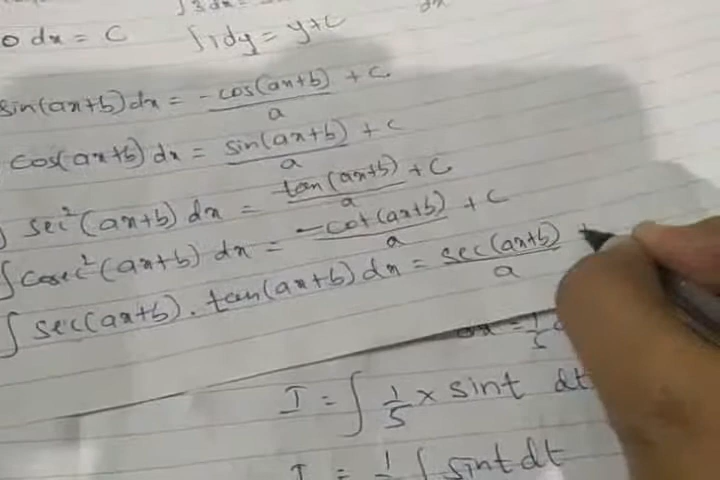 0 dx = C ∫1dy = y+C
sin(ax+b)dx = -cos(ax+b)/a + C
cos(ax+b)dx = sin(ax+b)/a + C
∫sec²(ax+b)dx = tan(ax+b)/a + C
∫cosec²(ax+b)dx = -cot(ax+b)/a + C
∫sec(ax+b).tan(ax+b)dx = sec(ax+b)/a +
I = ∫1/5 x sint dt
I = 1/5 ∫sint dt